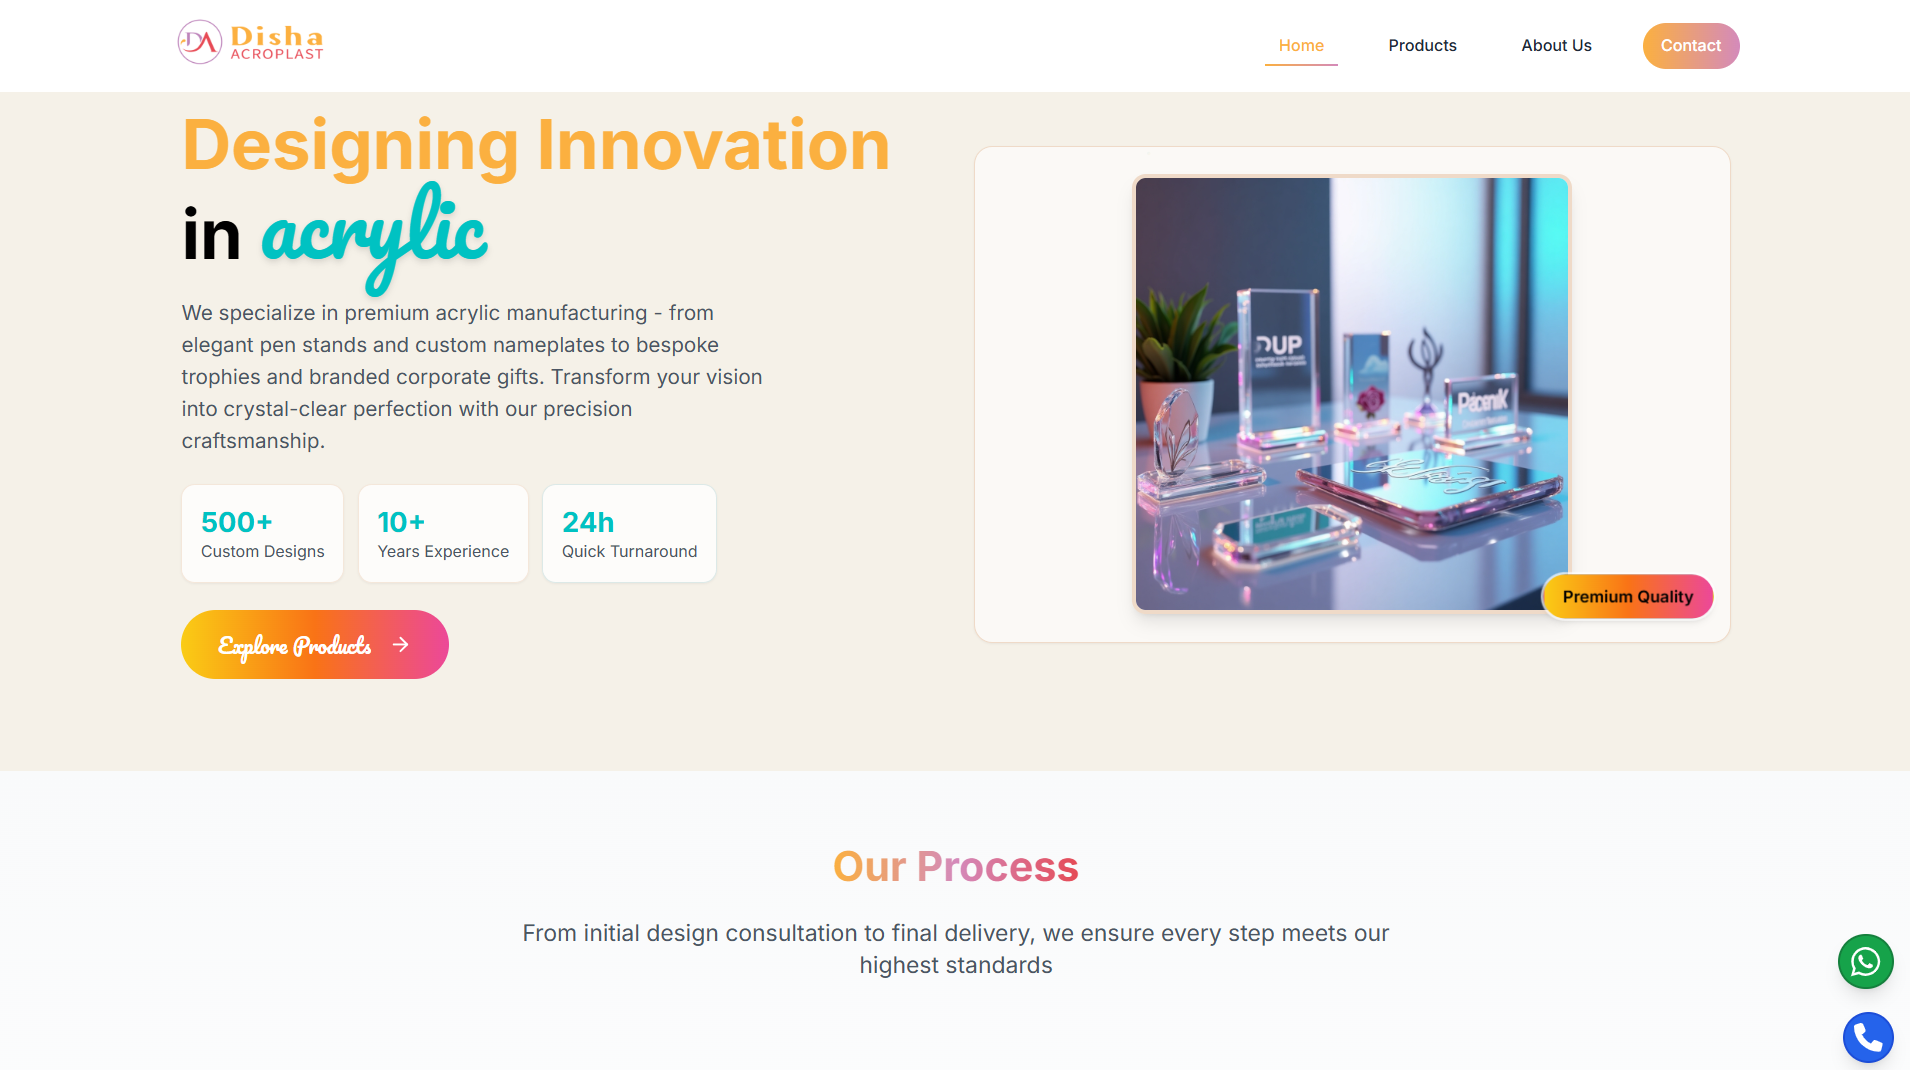 DA
Disha
ACROPLAST
Home
Products
About Us
Contact
Designing Innovation
in acrylic
We specialize in premium acrylic manufacturing - from
elegant pen stands and custom nameplates to bespoke
trophies and branded corporate gifts. Transform your vision
into crystal-clear perfection with our precision
craftsmanship.
500+
Custom Designs
10+
Years Experience
24h
Quick Turnaround
Explore Products
Premium Quality
Our Process
From initial design consultation to final delivery, we ensure every step meets our
highest standards